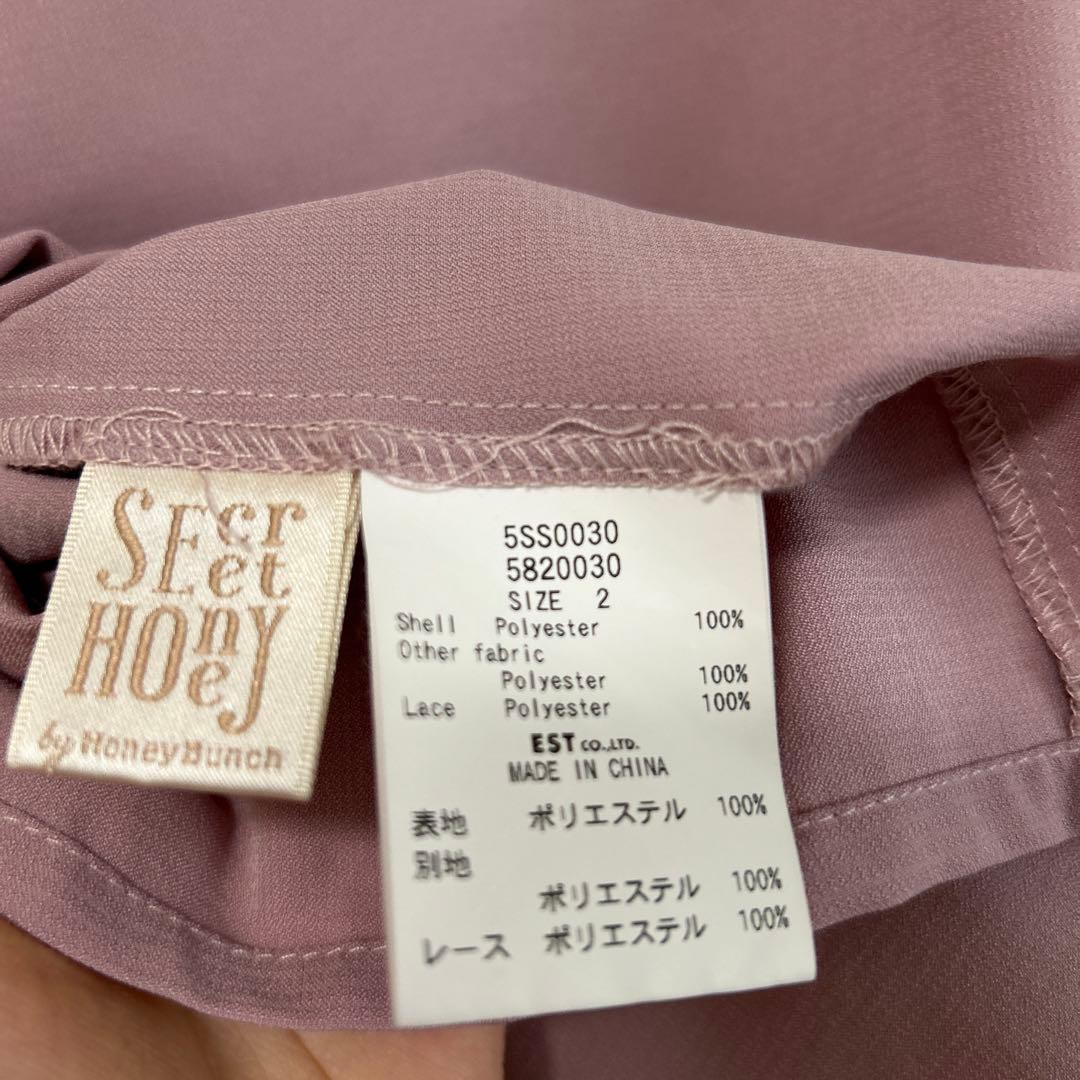 SEcret
HOney
by Honey Bunch
5SS0030
5820030
SIZE 2
Shell Polyester 100%
Other fabric
Polyester 100%
Lace Polyester 100%
EST CO.,LTD.
MADE IN CHINA
表地 ポリエステル 100%
別地
ポリエステル 100%
レース ポリエステル 100%